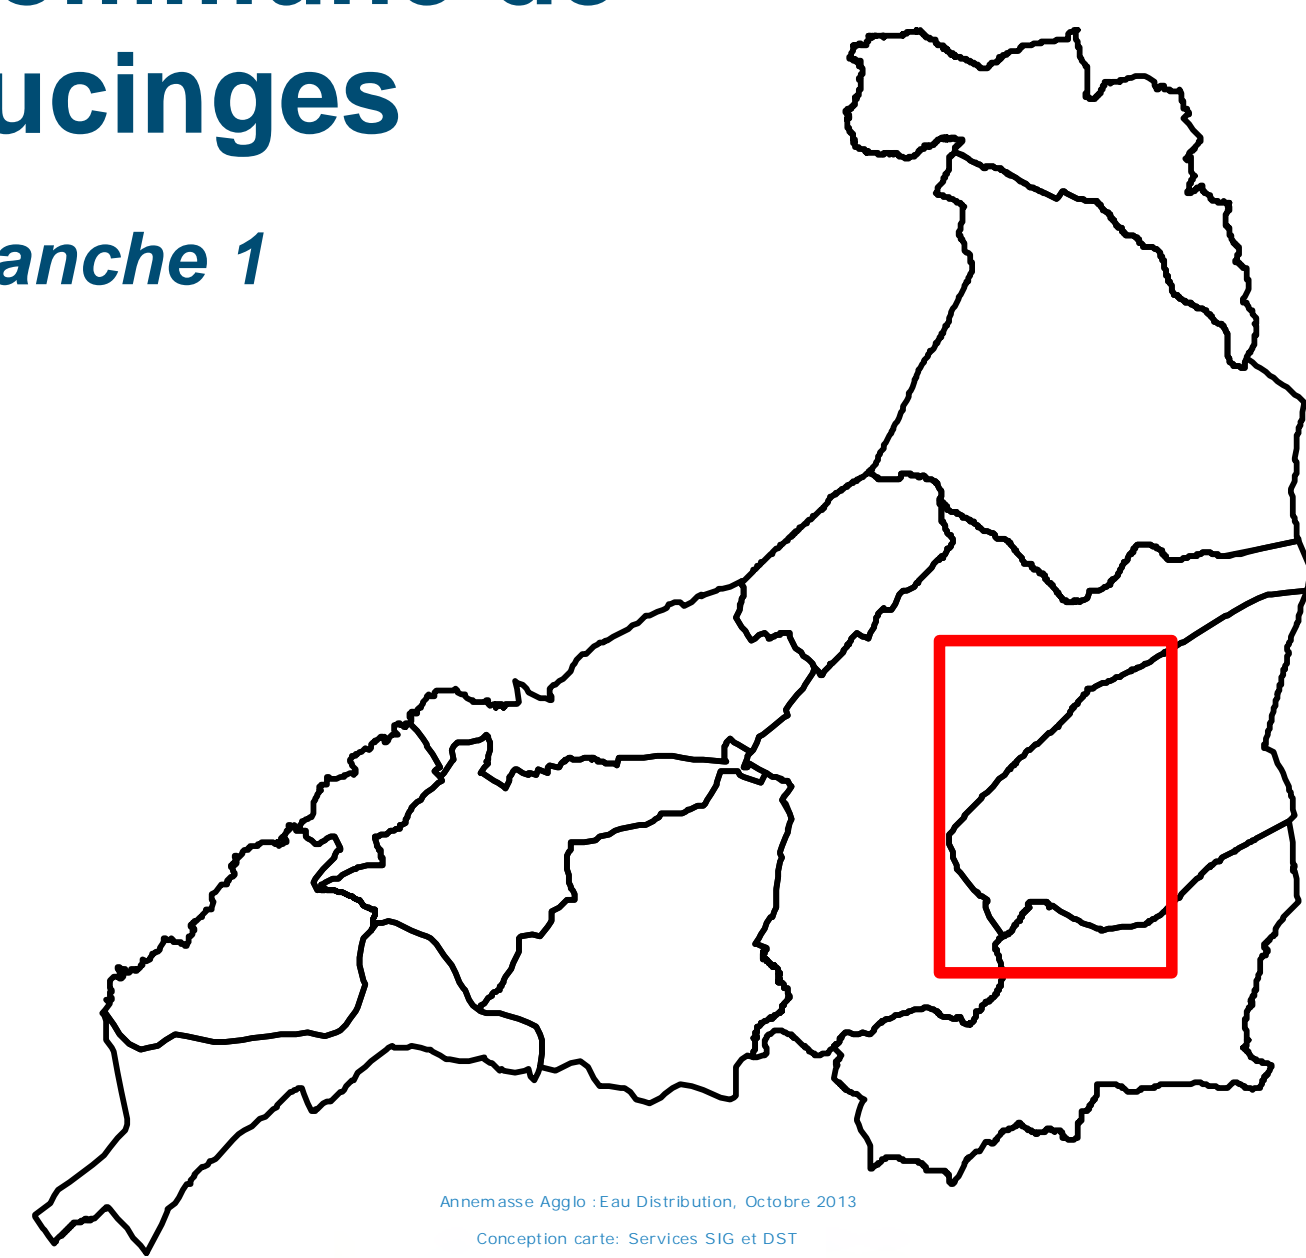 ucinges
anche 1
Annemasse Agglo : Eau Distribution, Octobre 2013
Conception carte: Services SIG et DST